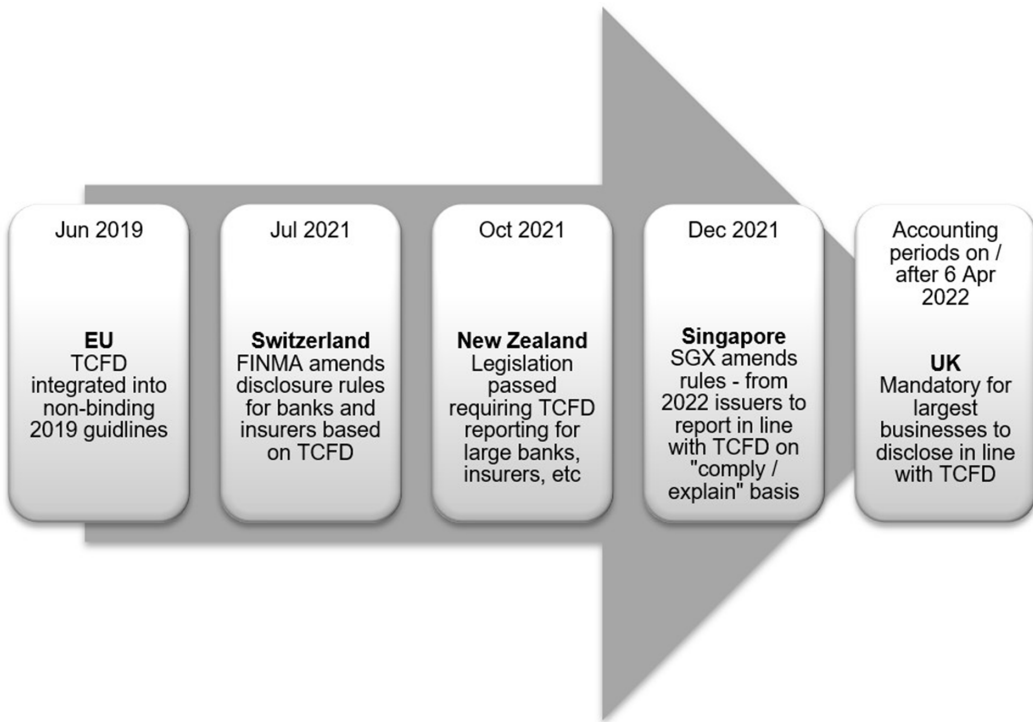 Jun 2019
EU
TCFD
integrated into
non-binding
2019 guidlines
Jul 2021
Switzerland
FINMA amends
disclosure rules
for banks and
insurers based
on TCFD
Oct 2021
New Zealand
Legislation
passed
requiring TCFD
reporting for
large banks,
insurers, etc
Dec 2021
Singapore
SGX amends
rules - from
2022 issuers to
report in line
with TCFD on
"comply /
explain" basis
Accounting
periods on /
after 6 Apr
2022
UK
Mandatory for
largest
businesses to
disclose in line
with TCFD